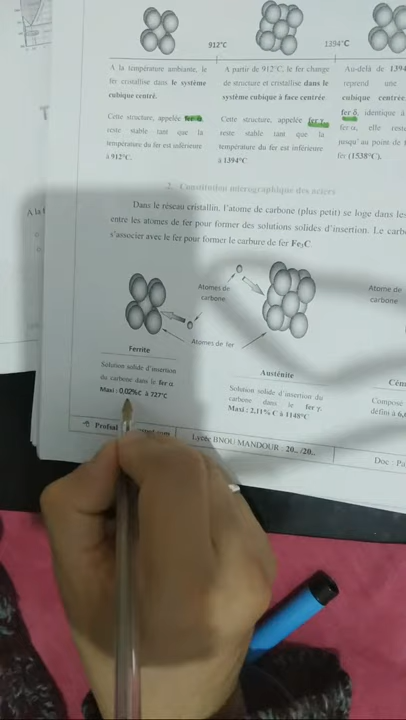 912°C
1394°C
A la température ambiante, le
fer cristallise dans le système
cubique centré.
Cette structure, appelée fer α
reste stable tant que la
température du fer est inférieure
à 912°C.
A partir de 912°C, le fer change
de structure et cristallise dans le
système cubique à face centrée
Cette structure, appelée fer γ
reste stable tant que la
température du fer est inférieure
à 1394°C
Au-delà de 1394
reprend une
cubique centrée
fer δ, identique à
fer α, elle reste
jusqu'au point de f
fer (1538°C).
2. Constitution micrographique des aciers
Dans le réseau cristallin, l'atome de carbone (plus petit) se loge dans les
entre les atomes de fer pour former des solutions solides d'insertion. Le carb
s'associer avec le fer pour former le carbure de fer Fe₃C.
A la f
Atomes de
carbone
Atomes de fer
Atome de
carbone
Ferrite
Solution solide d'insertion
du carbone dans le fer α
Maxi : 0,02%C à 727°C
Austénite
Solution solide d'insertion du
carbone dans le fer γ.
Maxi : 2,11% C à 1148°C
Cém
Composé
défini à 6,
Lycée BNOU MANDOUR : 20.. /20..
Doc : Pa